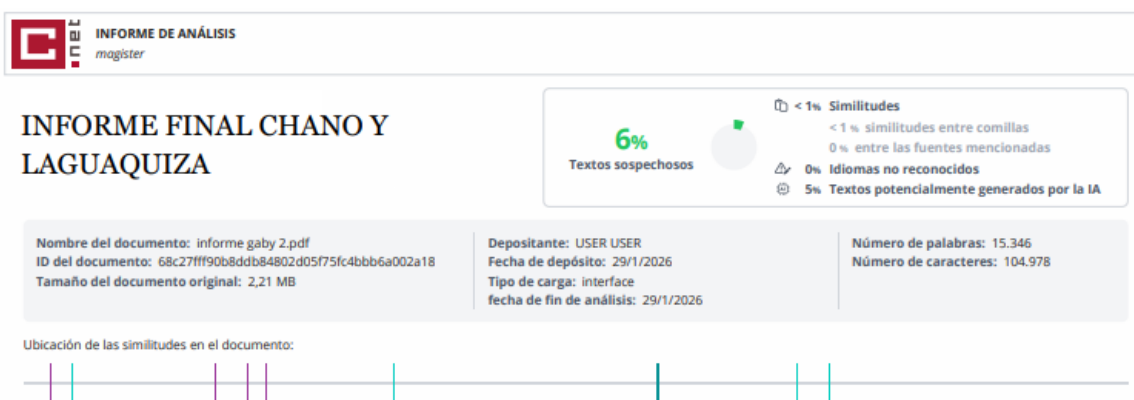 C
.net
INFORME DE ANÁLISIS
magister
INFORME FINAL CHANO Y
LAGUAQUIZA
6%
Textos sospechosos
< 1% Similitudes
< 1 % similitudes entre comillas
0 % entre las fuentes mencionadas
0% Idiomas no reconocidos
5% Textos potencialmente generados por la IA
Nombre del documento: informe gaby 2.pdf
ID del documento: 68c27fff90b8ddb84802d05f75fc4bbb6a002a18
Tamaño del documento original: 2,21 MB
Depositante: USER USER
Fecha de depósito: 29/1/2026
Tipo de carga: interface
fecha de fin de análisis: 29/1/2026
Número de palabras: 15.346
Número de caracteres: 104.978
Ubicación de las similitudes en el documento: